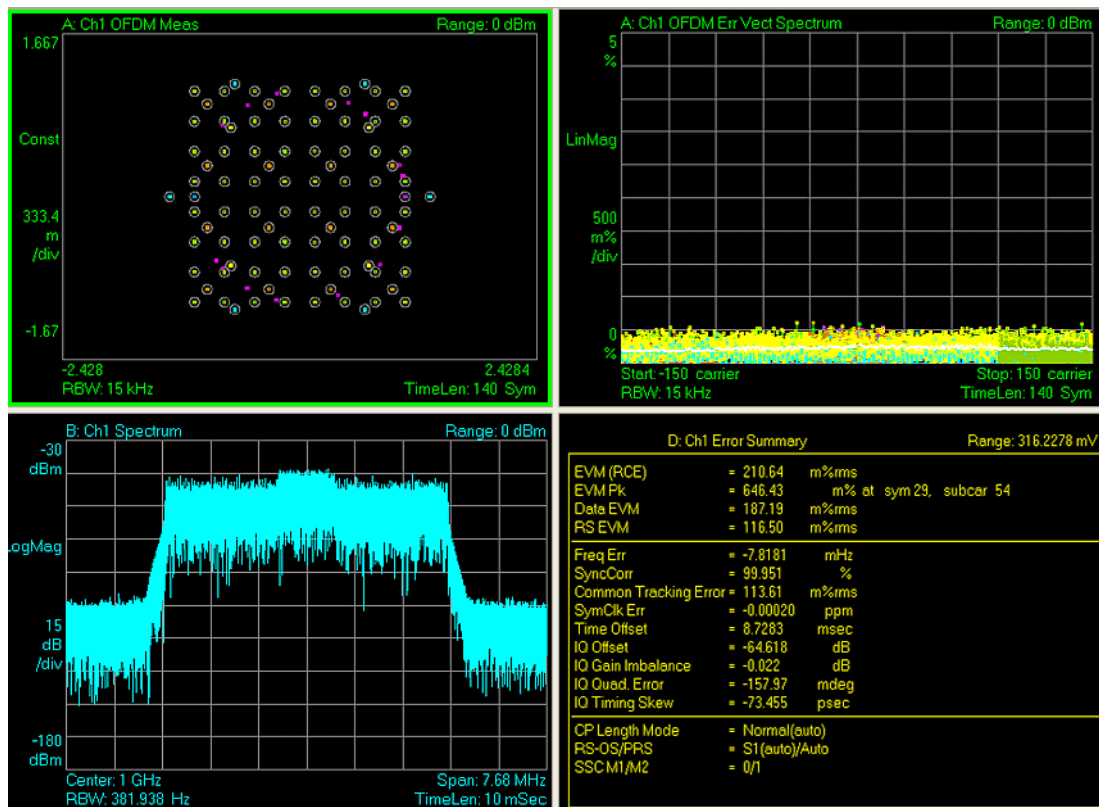 A: Ch1 OFDM Meas Range: 0 dBm
1.667
Const
333.4
m
/div
-1.67
-2.428 2.4284
RBW: 15 kHz TimeLen: 140 Sym
A: Ch1 OFDM Err Vect Spectrum Range: 0 dBm
5
%
LinMag
500
m%
/div
0
%
Start: -150 carrier Stop: 150 carrier
RBW: 15 kHz TimeLen: 140 Sym
B: Ch1 Spectrum Range: 0 dBm
-30
dBm
LogMag
15
dB
/div
-180
dBm
Center: 1 GHz Span: 7.68 MHz
RBW: 381.938 Hz TimeLen: 10 mSec
D: Ch1 Error Summary Range: 316.2278 mV
EVM (RCE) = 210.64 m%rms
EVM Pk = 646.43 m% at sym 29, subcar 54
Data EVM = 187.19 m%rms
RS EVM = 116.50 m%rms
Freq Err = -7.8181 mHz
SyncCorr = 99.951 %
Common Tracking Error = 113.61 m%rms
SymClk Err = -0.00020 ppm
Time Offset = 8.7283 msec
IQ Offset = -64.618 dB
IQ Gain Imbalance = -0.022 dB
IQ Quad. Error = -157.97 mdeg
IQ Timing Skew = -73.455 psec
CP Length Mode = Normal(auto)
RS-OS/PRS = S1(auto)/Auto
SSC M1/M2 = 0/1